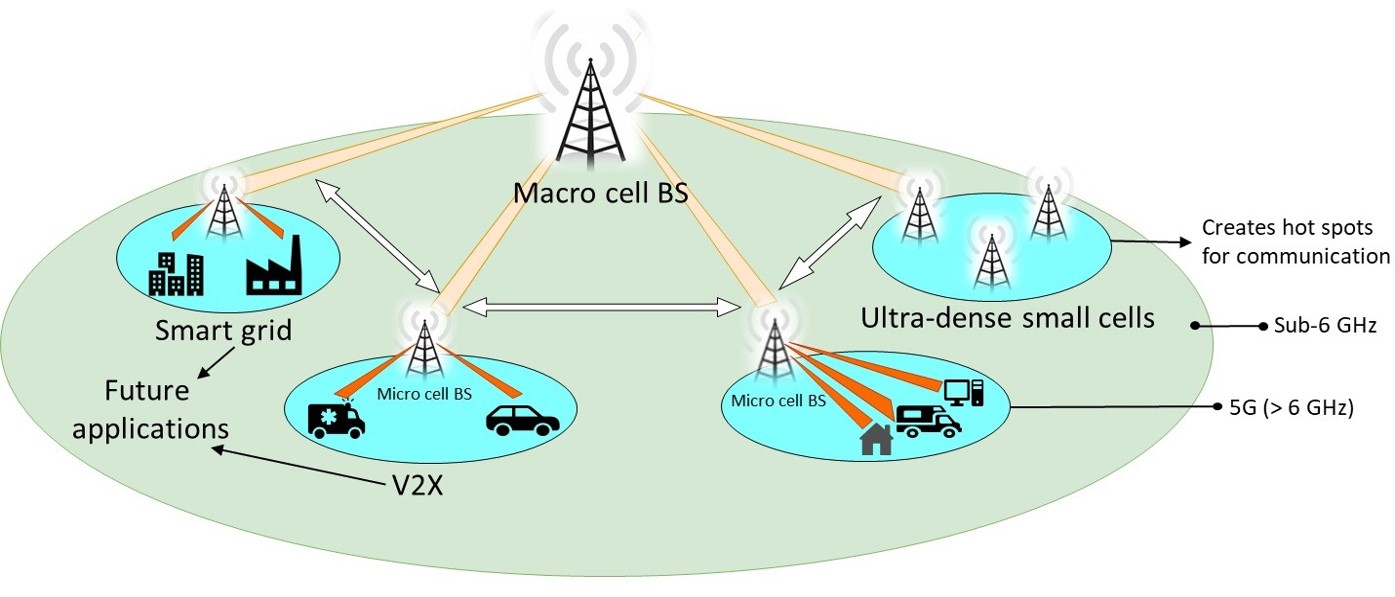 Macro cell BS
Creates hot spots
for communication
Ultra-dense small cells
Sub-6 GHz
Smart grid
Future
applications
Micro cell BS
Micro cell BS
5G (> 6 GHz)
V2X